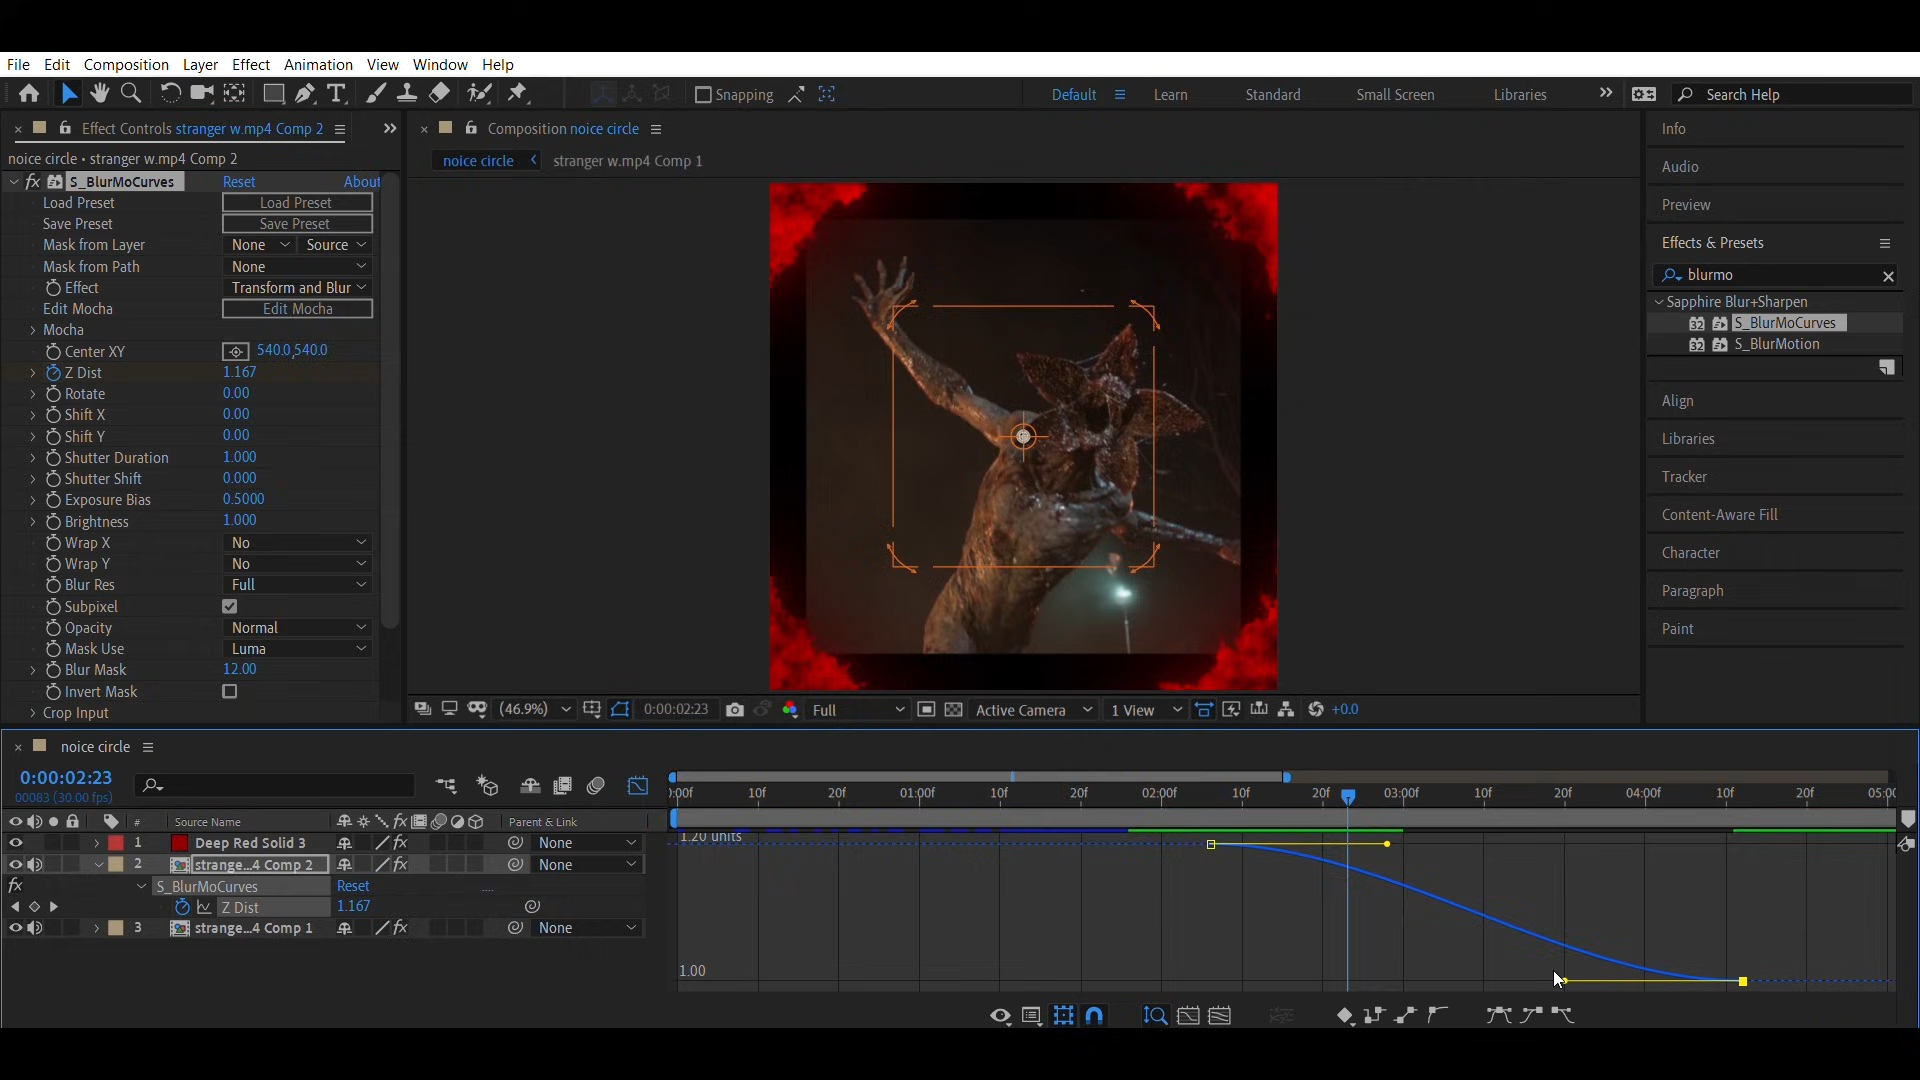 File Edit Composition Layer Effect Animation View Window Help
Snapping Default Learn Standard Small Screen Libraries Search Help
Effect Controls stranger w.mp4 Comp 2
noice circle • stranger w.mp4 Comp 2
fx S_BlurMoCurves Reset About
Load Preset Load Preset
Save Preset Save Preset
Mask from Layer None Source
Mask from Path None
Effect Transform and Blur
Edit Mocha Edit Mocha
Mocha
Center XY 540.0,540.0
Z Dist 1.167
Rotate 0.00
Shift X 0.00
Shift Y 0.00
Shutter Duration 1.000
Shutter Shift 0.000
Exposure Bias 0.5000
Brightness 1.000
Wrap X No
Wrap Y No
Blur Res Full
Subpixel
Opacity Normal
Mask Use Luma
Blur Mask 12.00
Invert Mask
Crop Input
Composition noice circle
noice circle stranger w.mp4 Comp 1
(46.9%) 0:00:02:23 Full Active Camera 1 View +0.0
Info
Audio
Preview
Effects & Presets
blurmo
Sapphire Blur+Sharpen
32 S_BlurMoCurves
32 S_BlurMotion
Align
Libraries
Tracker
Content-Aware Fill
Character
Paragraph
Paint
noice circle
0:00:02:23
00083 (30.00 fps)
:00f 10f 20f 01:00f 10f 20f 02:00f 10f 20f 03:00f 10f 20f 04:00f 10f 20f 05:00
# Source Name fx Parent & Link
1 Deep Red Solid 3 None
2 strange...4 Comp 2 fx None
fx S_BlurMoCurves Reset ....
Z Dist 1.167
3 strange...4 Comp 1 fx None
1.20 units
1.00